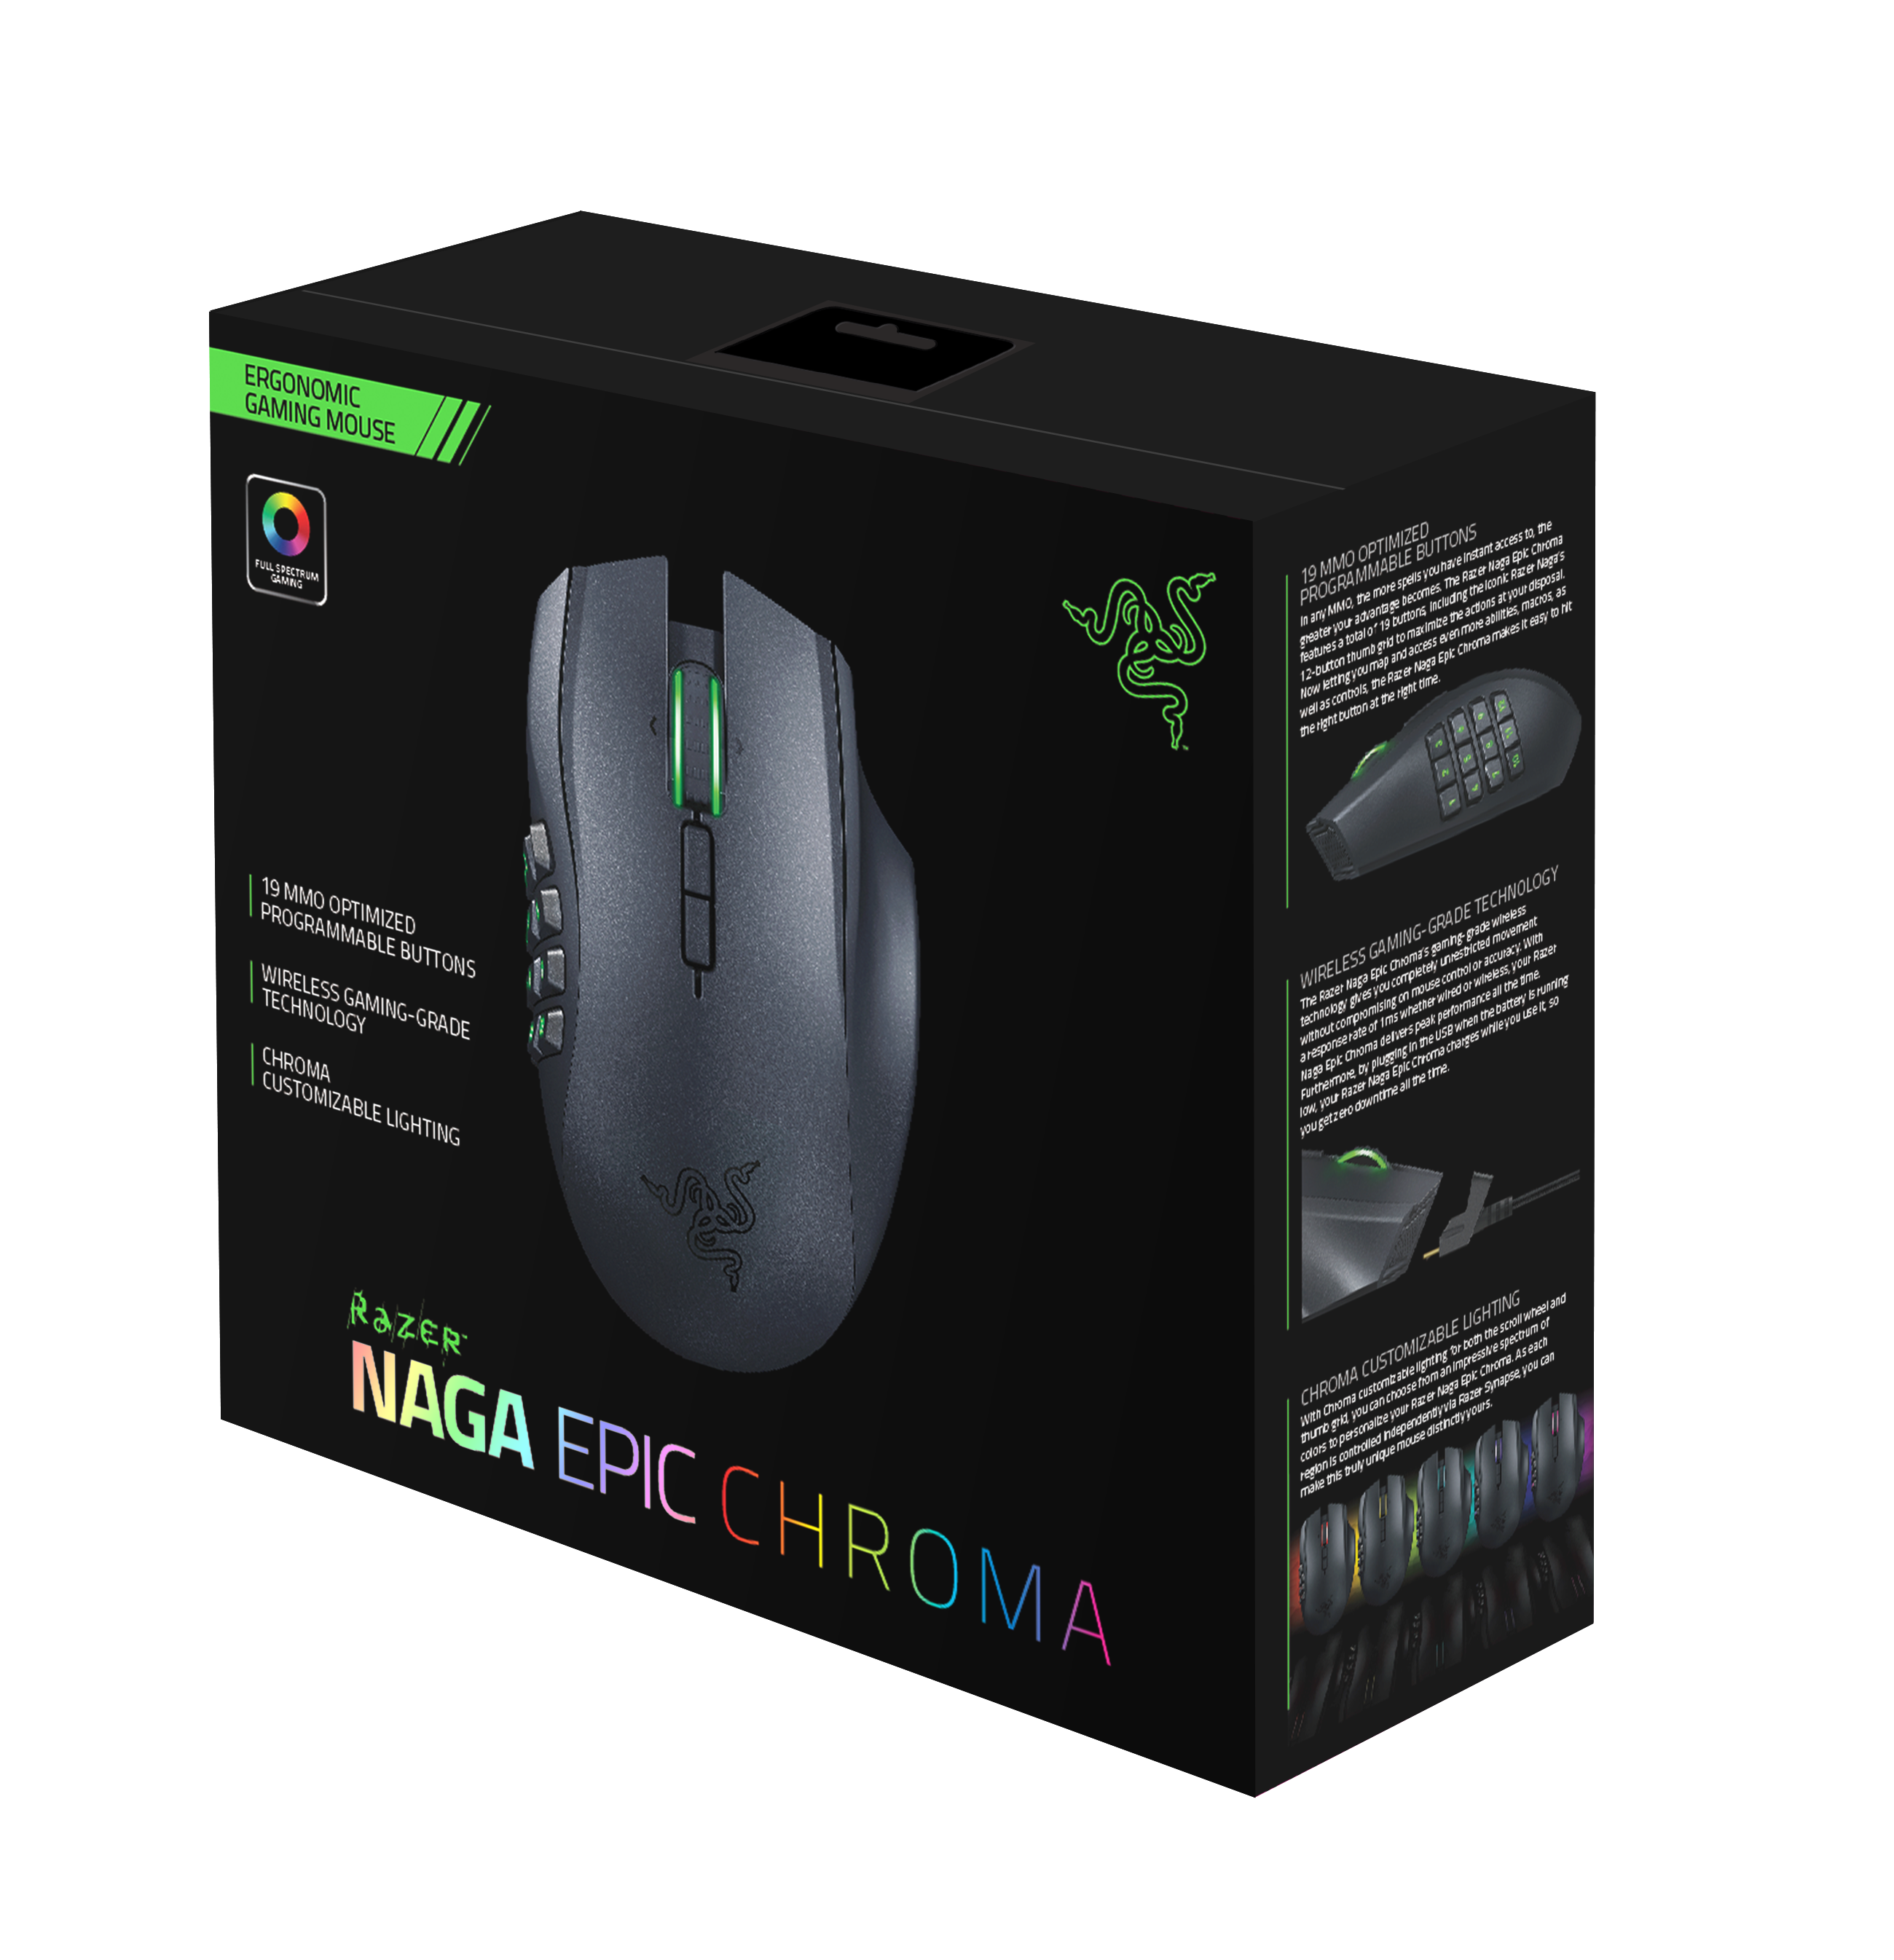 ERGONOMIC
GAMING MOUSE
FULL SPECTRUM
GAMING
19 MMO OPTIMIZED
PROGRAMMABLE BUTTONS
WIRELESS GAMING-GRADE
TECHNOLOGY
CHROMA
CUSTOMIZABLE LIGHTING
RAZER™
NAGA EPIC CHROMA
19 MMO OPTIMIZED
PROGRAMMABLE BUTTONS
In any MMO, the more spells you have instant access to, the
greater your advantage becomes. The Razer Naga Epic Chroma
features a total of 19 buttons, including the iconic Razer Naga's
12-button thumb grid to maximize the actions at your disposal.
Now letting you map and access even more abilities, macros, as
well as controls, the Razer Naga Epic Chroma makes it easy to hit
the right button at the right time.
WIRELESS GAMING-GRADE TECHNOLOGY
The Razer Naga Epic Chroma's gaming-grade wireless
technology gives you completely unrestricted movement
without compromising on mouse control or accuracy. With
a response rate of 1ms whether wired or wireless, your Razer
Naga Epic Chroma delivers peak performance all the time.
Furthermore, by plugging in the USB when the battery is running
low, your Razer Naga Epic Chroma charges while you use it, so
you get zero downtime all the time.
CHROMA CUSTOMIZABLE LIGHTING
With Chroma customizable lighting for both the scroll wheel and
thumb grid, you can choose from an impressive spectrum of
colors to personalize your Razer Naga Epic Chroma. As each
region is controlled independently via Razer Synapse, you can
make this truly unique mouse distinctly yours.